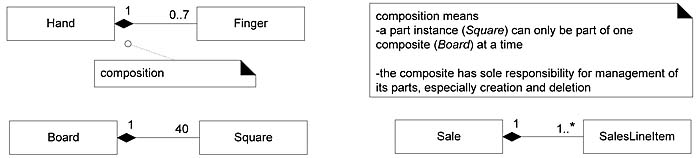 Hand
1
0..7
Finger
composition
composition means
-a part instance (Square) can only be part of one
composite (Board) at a time
-the composite has sole responsibility for management of
its parts, especially creation and deletion
Board
1
40
Square
Sale
1
1..*
SalesLineItem